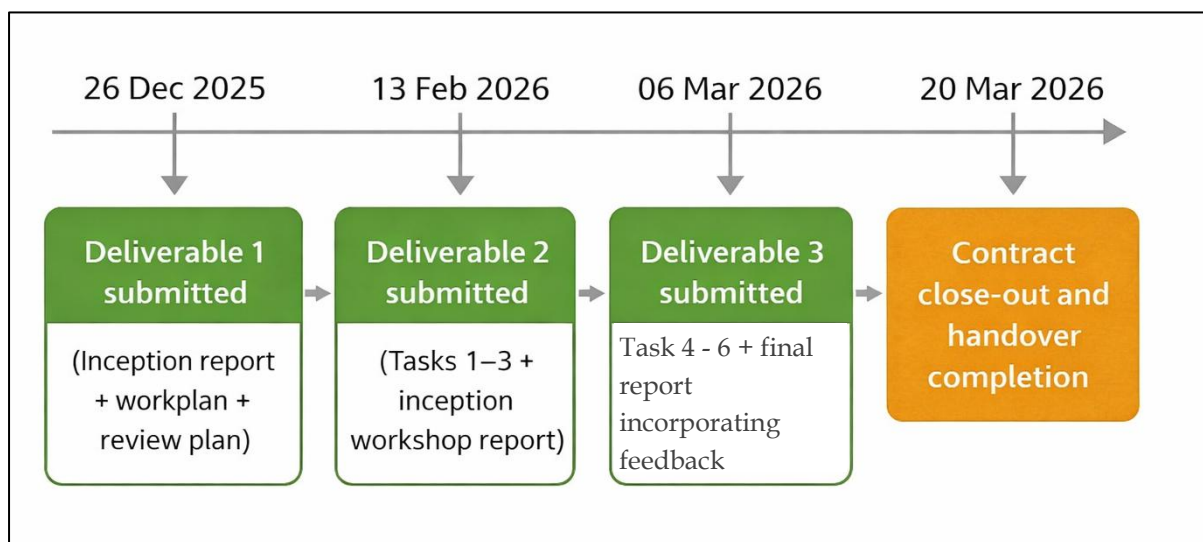 26 Dec 2025
13 Feb 2026
06 Mar 2026
20 Mar 2026
Deliverable 1
submitted
(Inception report
+ workplan +
review plan)
Deliverable 2
submitted
(Tasks 1–3 +
inception
workshop report)
Deliverable 3
submitted
Task 4 - 6 + final
report
incorporating
feedback
Contract
close-out and
handover
completion